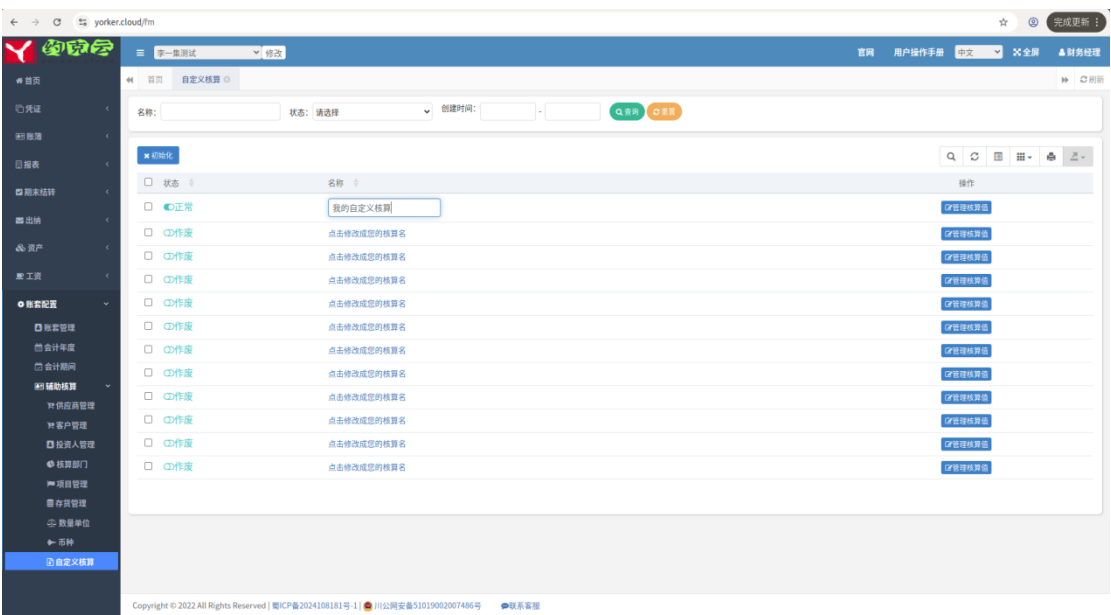 yorker.cloud/fm
完成更新
约克云
李一集测试
修改
官网
用户操作手册
中文
全屏
财务经理
首页
自定义核算
刷新
首页
凭证
账簿
报表
期末结转
出纳
资产
工资
账套配置
账套管理
会计年度
会计期间
辅助核算
供应商管理
客户管理
投资人管理
核算部门
项目管理
存货管理
数量单位
币种
自定义核算
名称：
状态：
请选择
创建时间：
-
查询
重置
初始化
状态
名称
操作
正常
我的自定义核算
管理核算值
作废
点击修改成您的核算名
管理核算值
作废
点击修改成您的核算名
管理核算值
作废
点击修改成您的核算名
管理核算值
作废
点击修改成您的核算名
管理核算值
作废
点击修改成您的核算名
管理核算值
作废
点击修改成您的核算名
管理核算值
作废
点击修改成您的核算名
管理核算值
作废
点击修改成您的核算名
管理核算值
作废
点击修改成您的核算名
管理核算值
作废
点击修改成您的核算名
管理核算值
作废
点击修改成您的核算名
管理核算值
Copyright © 2022 All Rights Reserved | 蜀ICP备2024108181号-1 | 川公网安备51019002007486号
联系客服